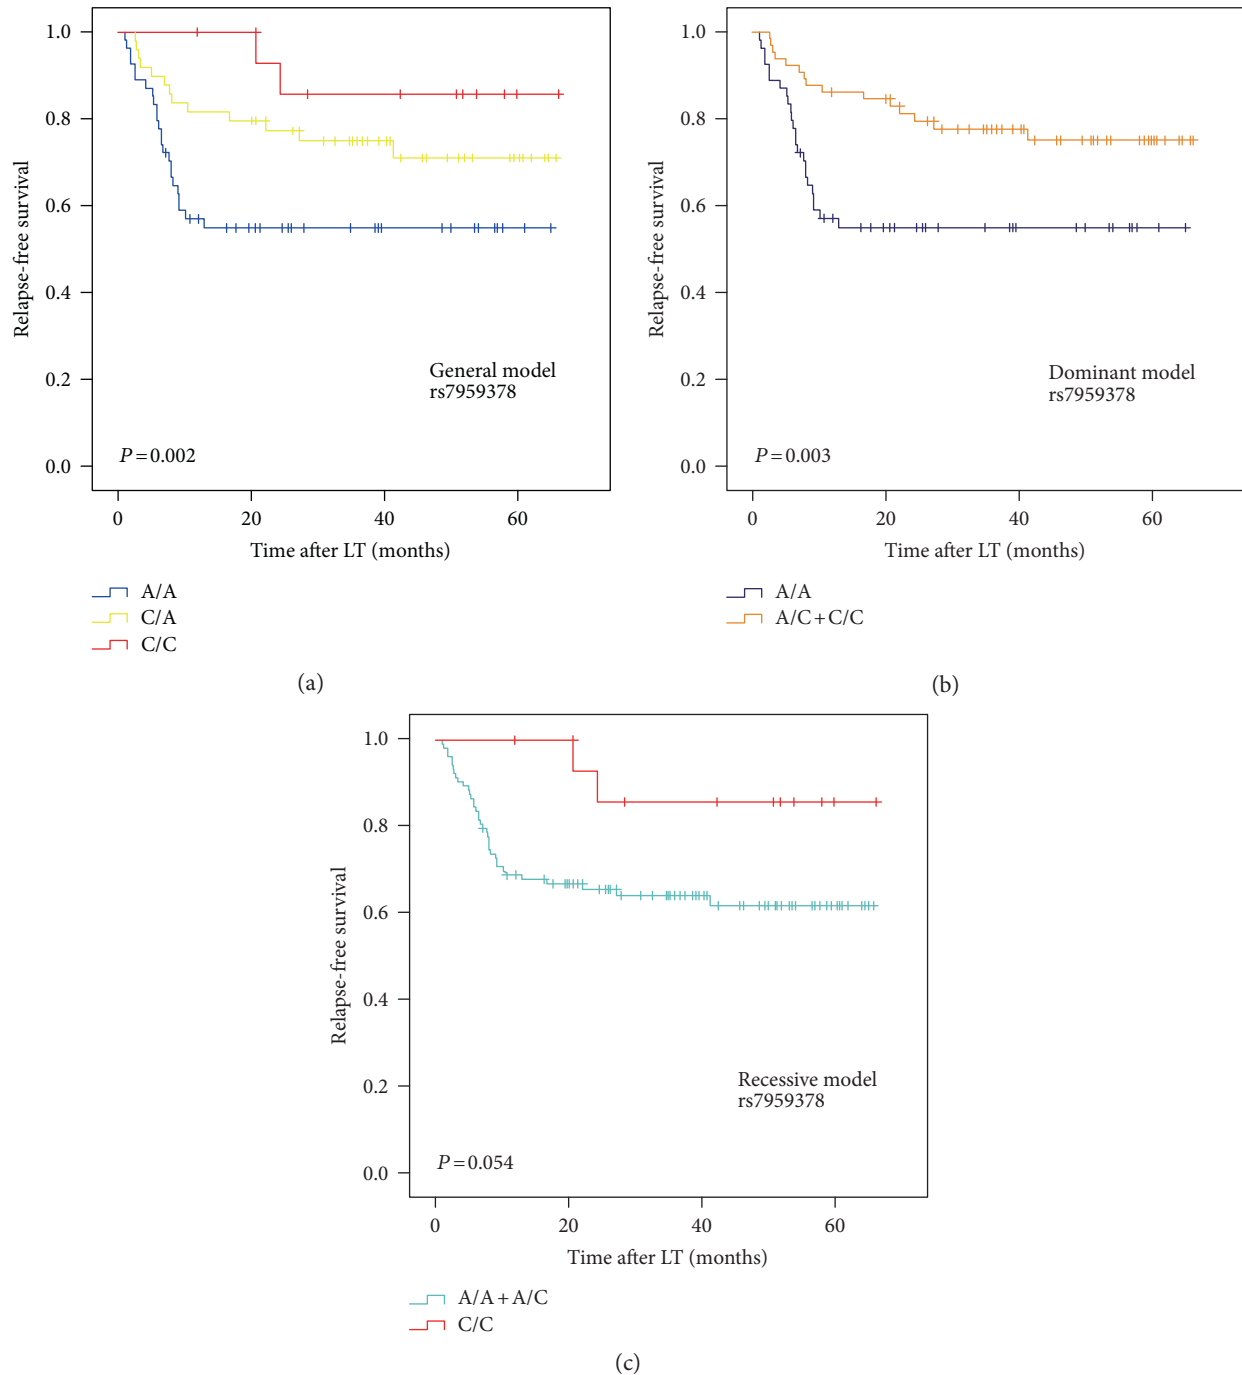 1.0
0.8
0.6
0.4
0.2
0.0
Relapse-free survival
General model
rs7959378
P = 0.002
0 20 40 60
Time after LT (months)
A/A
C/A
C/C
(a)
1.0
0.8
0.6
0.4
0.2
0.0
Relapse-free survival
Dominant model
rs7959378
P = 0.003
0 20 40 60
Time after LT (months)
A/A
A/C + C/C
(b)
1.0
0.8
0.6
0.4
0.2
0.0
Relapse-free survival
Recessive model
rs7959378
P = 0.054
0 20 40 60
Time after LT (months)
A/A + A/C
C/C
(c)